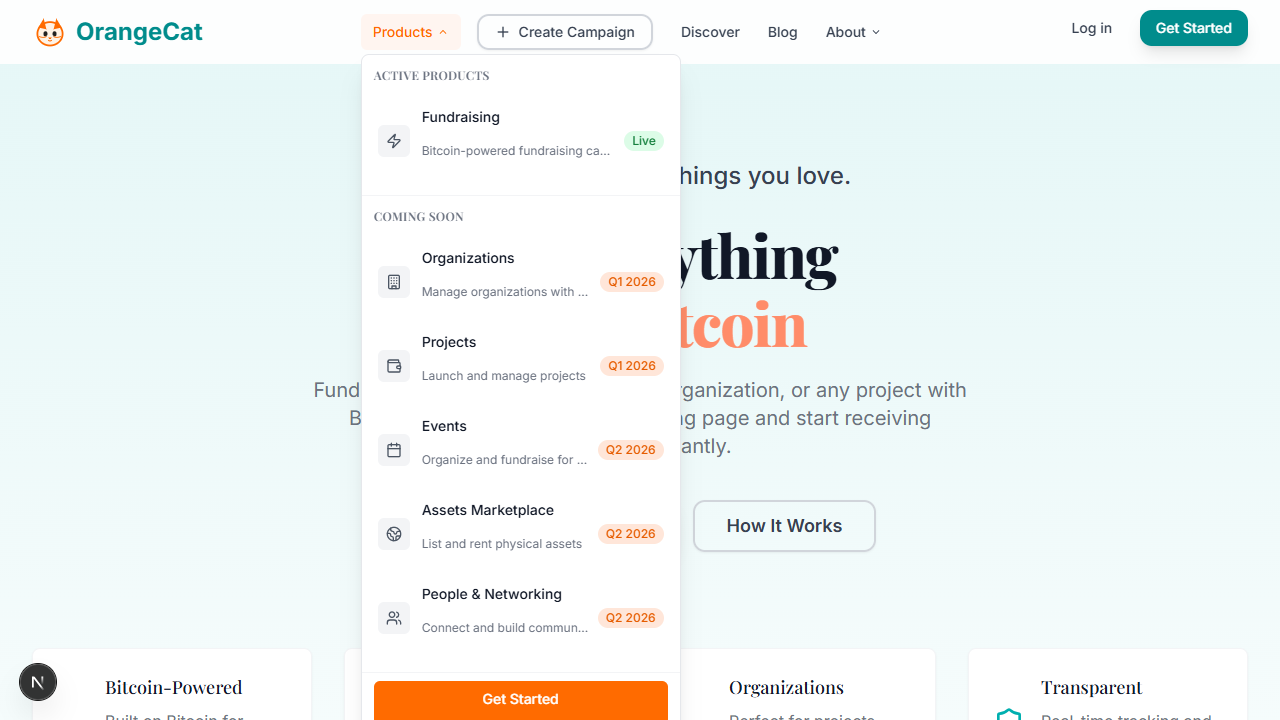 OrangeCat
Products
Create Campaign
Discover
Blog
About
Log in
Get Started
ACTIVE PRODUCTS
Fundraising
Bitcoin-powered fundraising ca...
Live
COMING SOON
Organizations
Manage organizations with ...
Q1 2026
Projects
Launch and manage projects
Q1 2026
Events
Organize and fundraise for ...
Q2 2026
Assets Marketplace
List and rent physical assets
Q2 2026
People & Networking
Connect and build commun...
Q2 2026
Get Started
hings you love.
ything
tcoin
Fund rganization, or any project with
B g page and start receiving
antly.
How It Works
Bitcoin-Powered
Built on Bitcoin for
Organizations
Perfect for projects
Transparent
Real-time tracking and
N